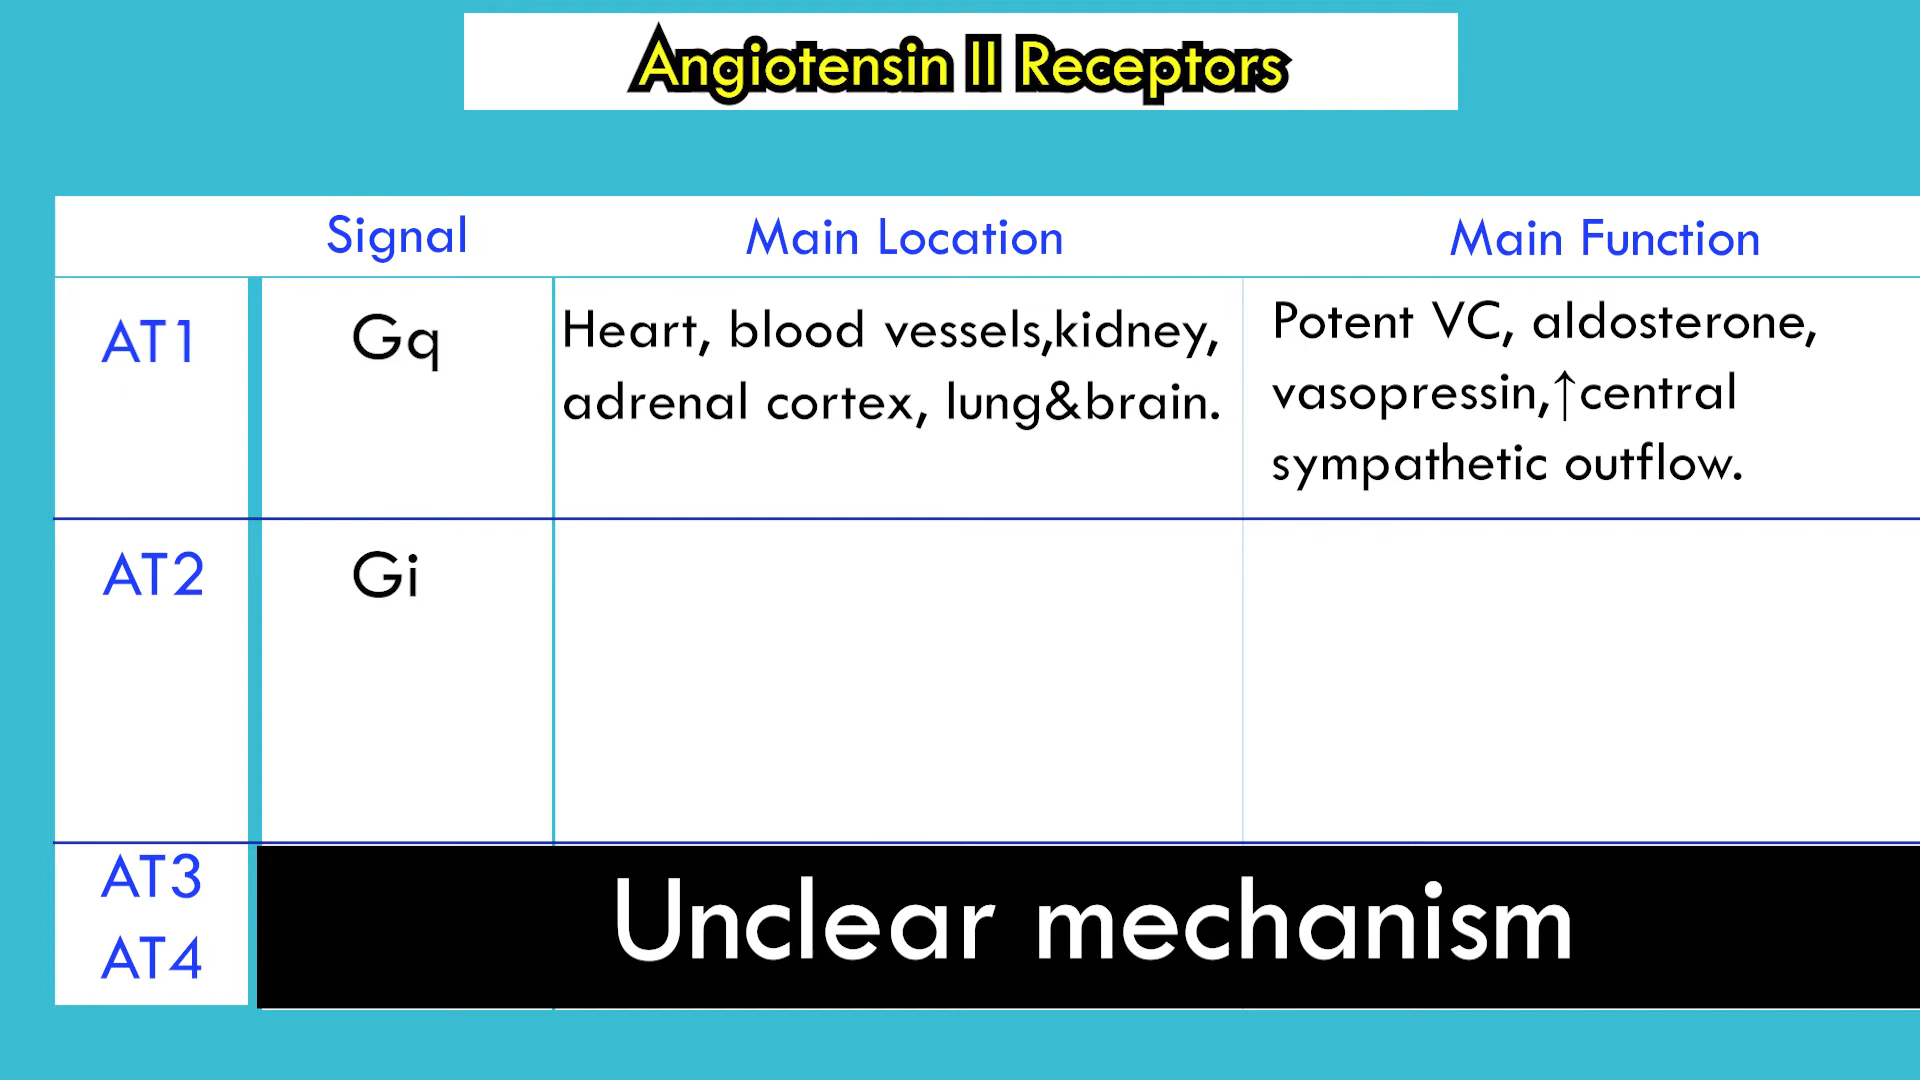 Angiotensin II Receptors
Signal Main Location Main Function
AT1 Gq Heart, blood vessels,kidney, adrenal cortex, lung&brain. Potent VC, aldosterone, vasopressin,↑central sympathetic outflow.
AT2 Gi
AT3
AT4
Unclear mechanism